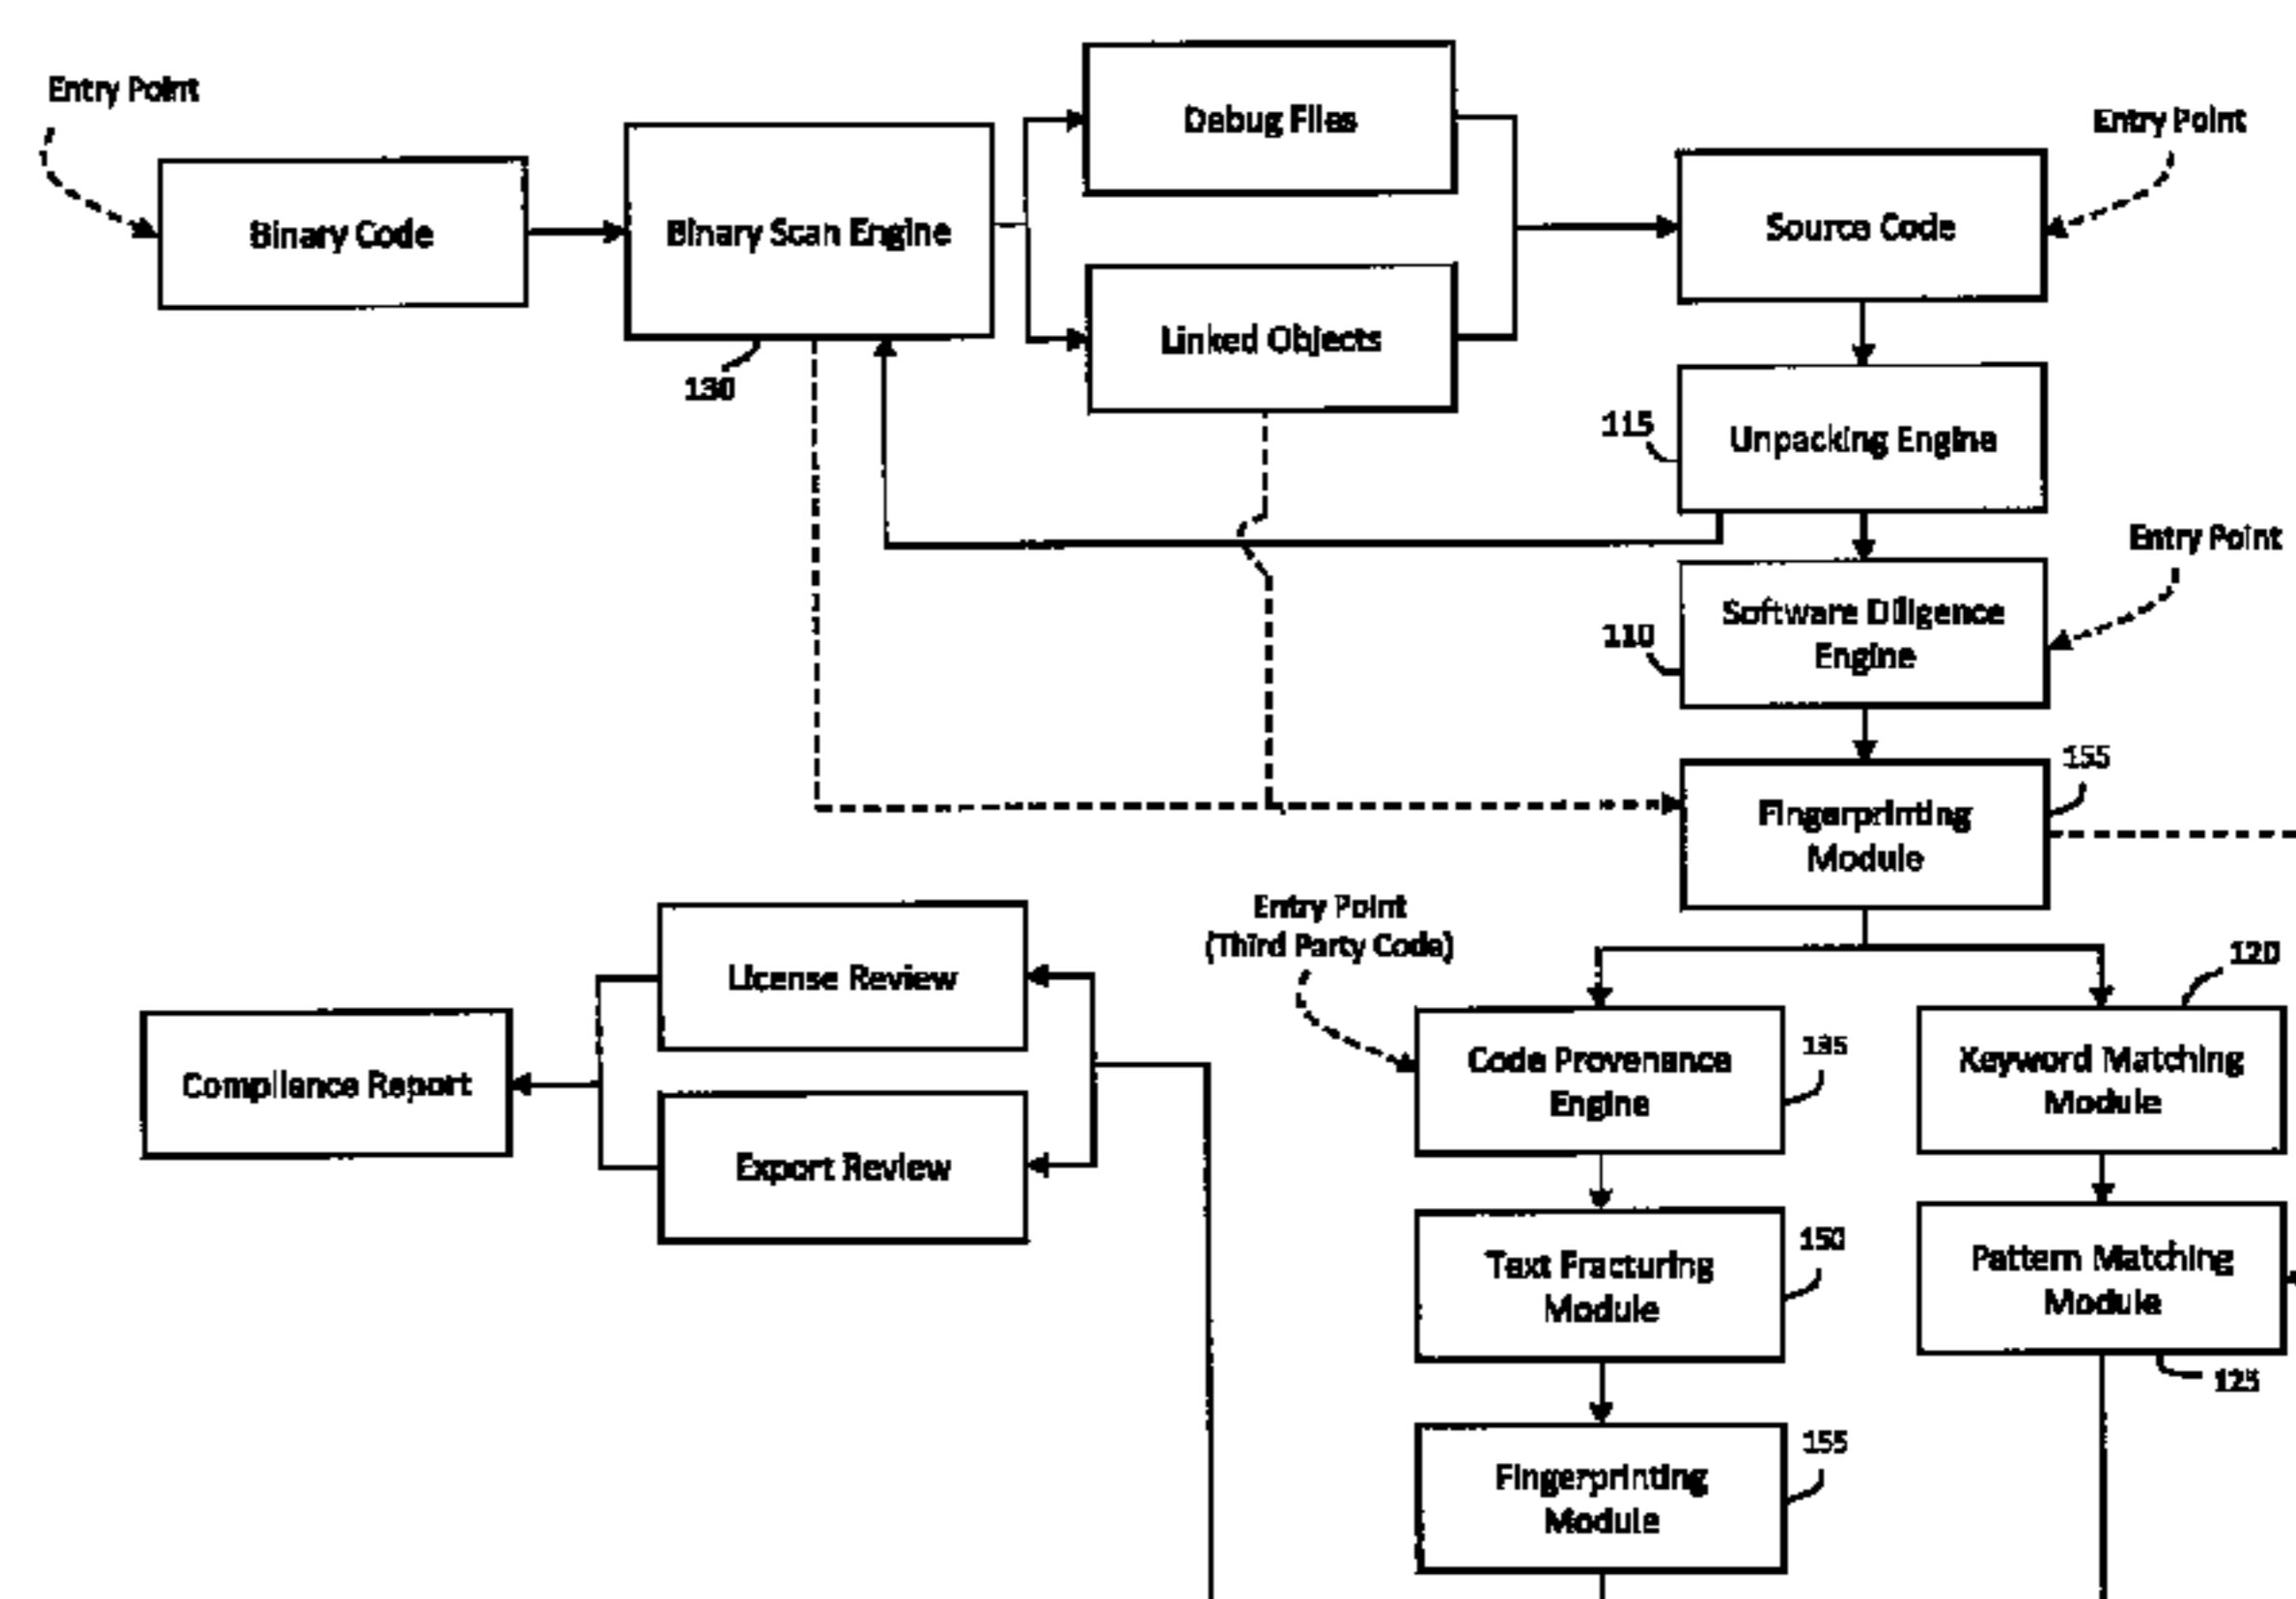 Entry Point
Binary Code
Binary Scan Engine
130
Debug Files
Linked Objects
Entry Point
Source Code
115
Unpacking Engine
Entry Point
110
Software Diligence
Engine
155
Fingerprinting
Module
Entry Point
(Third Party Code)
License Review
Compliance Report
Export Review
Code Provenance
Engine
135
120
Keyword Matching
Module
Text Fracturing
Module
150
Pattern Matching
Module
125
Fingerprinting
Module
155